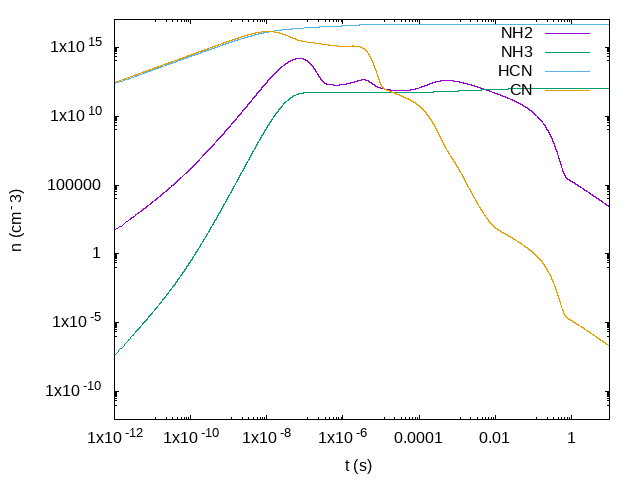 NH2
NH3
HCN
CN
1x10^15
1x10^10
100000
1
1x10^-5
1x10^-10
n (cm^-3)
1x10^-12 1x10^-10 1x10^-8 1x10^-6 0.0001 0.01 1
t (s)